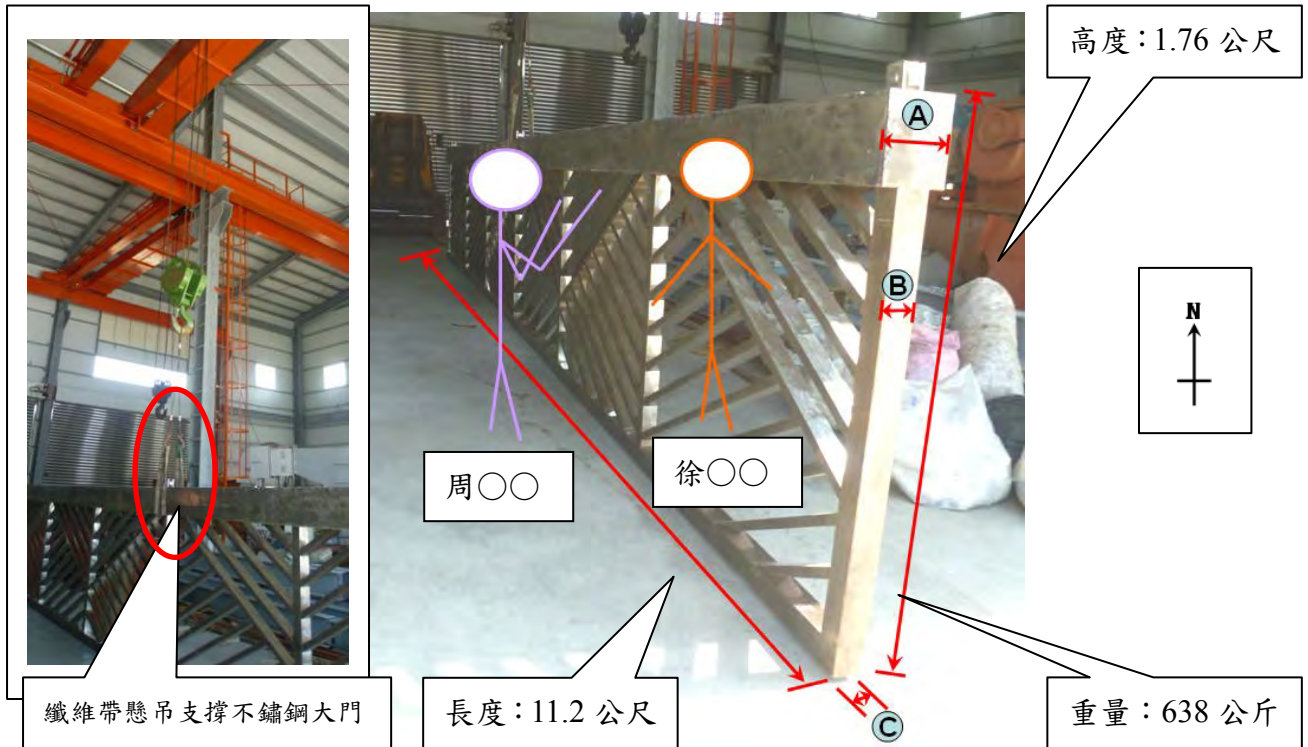 高度：1.76 公尺
A
B
N
周○○
徐○○
纖維帶懸吊支撐不鏽鋼大門
長度：11.2 公尺
C
重量：638 公斤